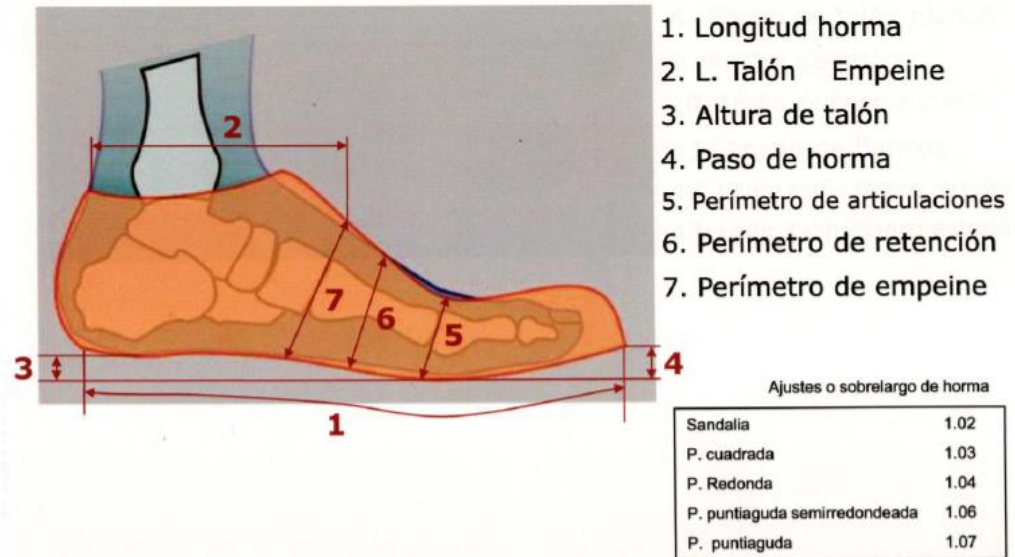 1. Longitud horma
2. L. Talón Empeine
3. Altura de talón
4. Paso de horma
5. Perímetro de articulaciones
6. Perímetro de retención
7. Perímetro de empeine
2
7
6
5
3
4
1
Ajustes o sobrelargo de horma
Sandalia 1.02
P. cuadrada 1.03
P. Redonda 1.04
P. puntiaguda semirredondeada 1.06
P. puntiaguda 1.07